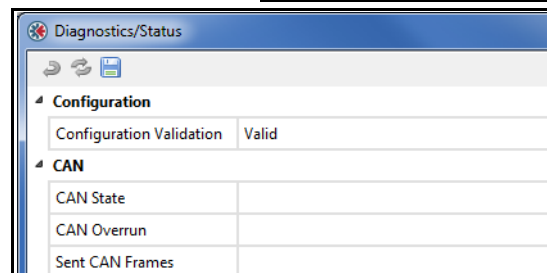 Diagnostics/Status
Configuration
Configuration Validation Valid
CAN
CAN State
CAN Overrun
Sent CAN Frames